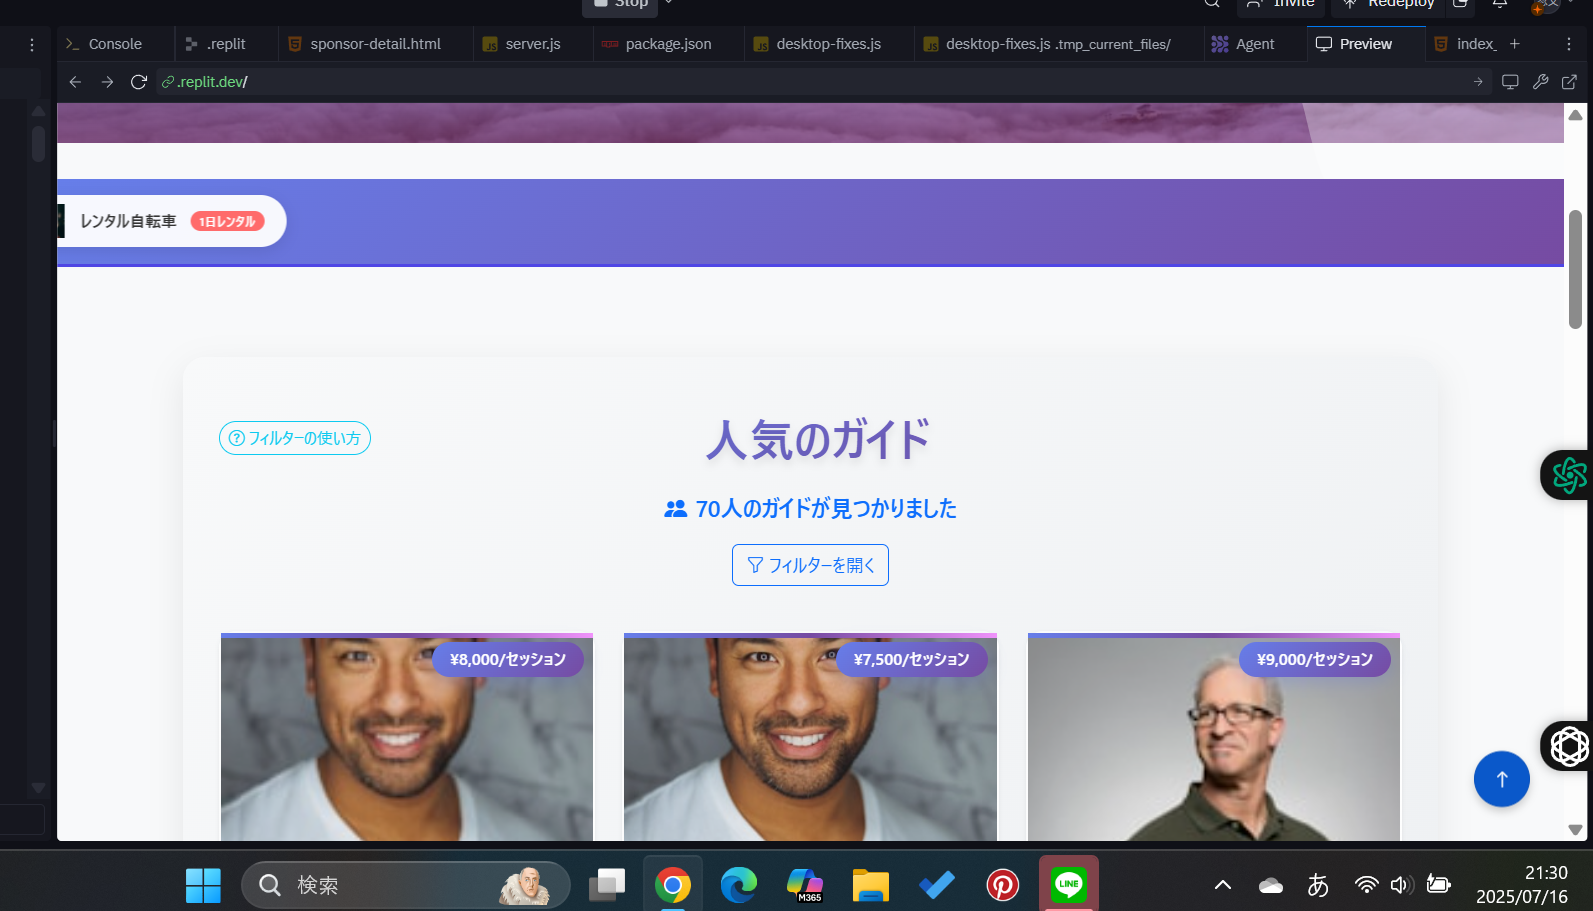 Stop
Invite
Redeploy
Console
.replit
sponsor-detail.html
server.js
package.json
desktop-fixes.js
desktop-fixes.js .tmp_current_files/
Agent
Preview
index_
.replit.dev/
レンタル自転車 1日レンタル
フィルターの使い方
人気のガイド
70人のガイドが見つかりました
フィルターを開く
¥8,000/セッション
¥7,500/セッション
¥9,000/セッション
検索
M365
LINE
あ
21:30
2025/07/16